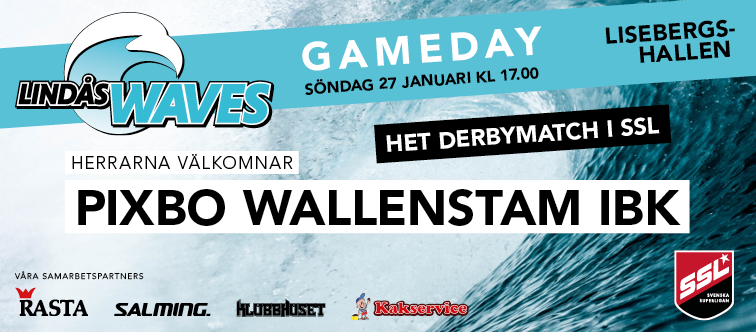 LINDÅS WAVES
GAMEDAY
SÖNDAG 27 JANUARI KL 17.00
LISEBERGS-
HALLEN
HET DERBYMATCH I SSL
HERRARNA VÄLKOMNAR
PIXBO WALLENSTAM IBK
VÅRA SAMARBETSPARTNERS
RASTA SALMING. KLUBBHUSET Kakservice
SSL
SVENSKA
SUPERLIGAN